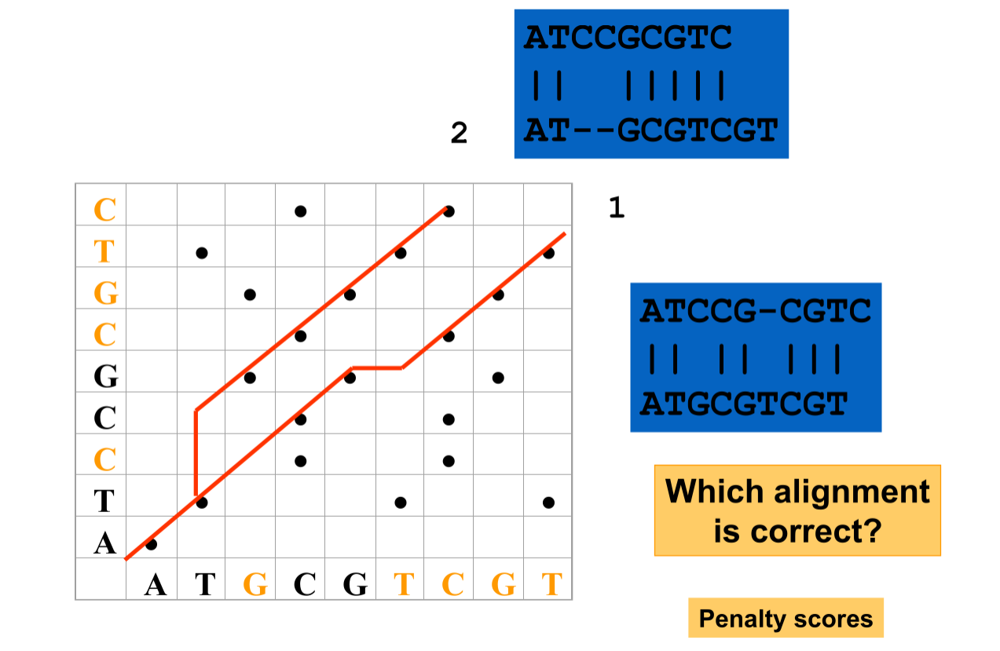 ATCCGCGTC
|| |||||
2
AT--GCGTCGT
1
C
T
G
C
G
C
C
T
A
A T G C G T C G T
ATCCG-CGTC
|| || |||
ATGCGTCGT
Which alignment
is correct?
Penalty scores